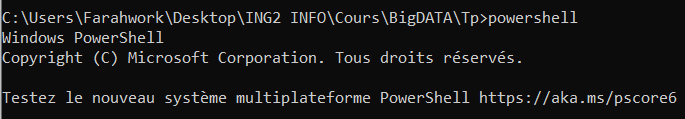 C:\Users\Farahwork\Desktop\ING2 INFO\Cours\BigDATA\Tp>powershell
Windows PowerShell
Copyright (C) Microsoft Corporation. Tous droits réservés.
Testez le nouveau système multiplateforme PowerShell https://aka.ms/pscore6